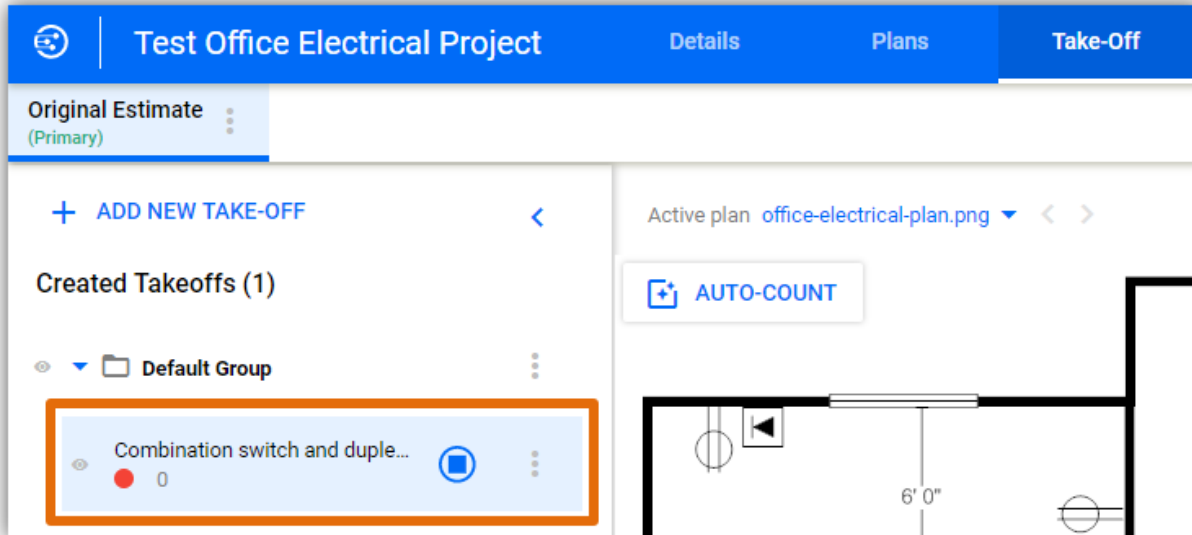 Test Office Electrical Project
Details
Plans
Take-Off
Original Estimate
(Primary)
ADD NEW TAKE-OFF
Active plan office-electrical-plan.png
Created Takeoffs (1)
AUTO-COUNT
Default Group
Combination switch and duple...
0
6' 0"